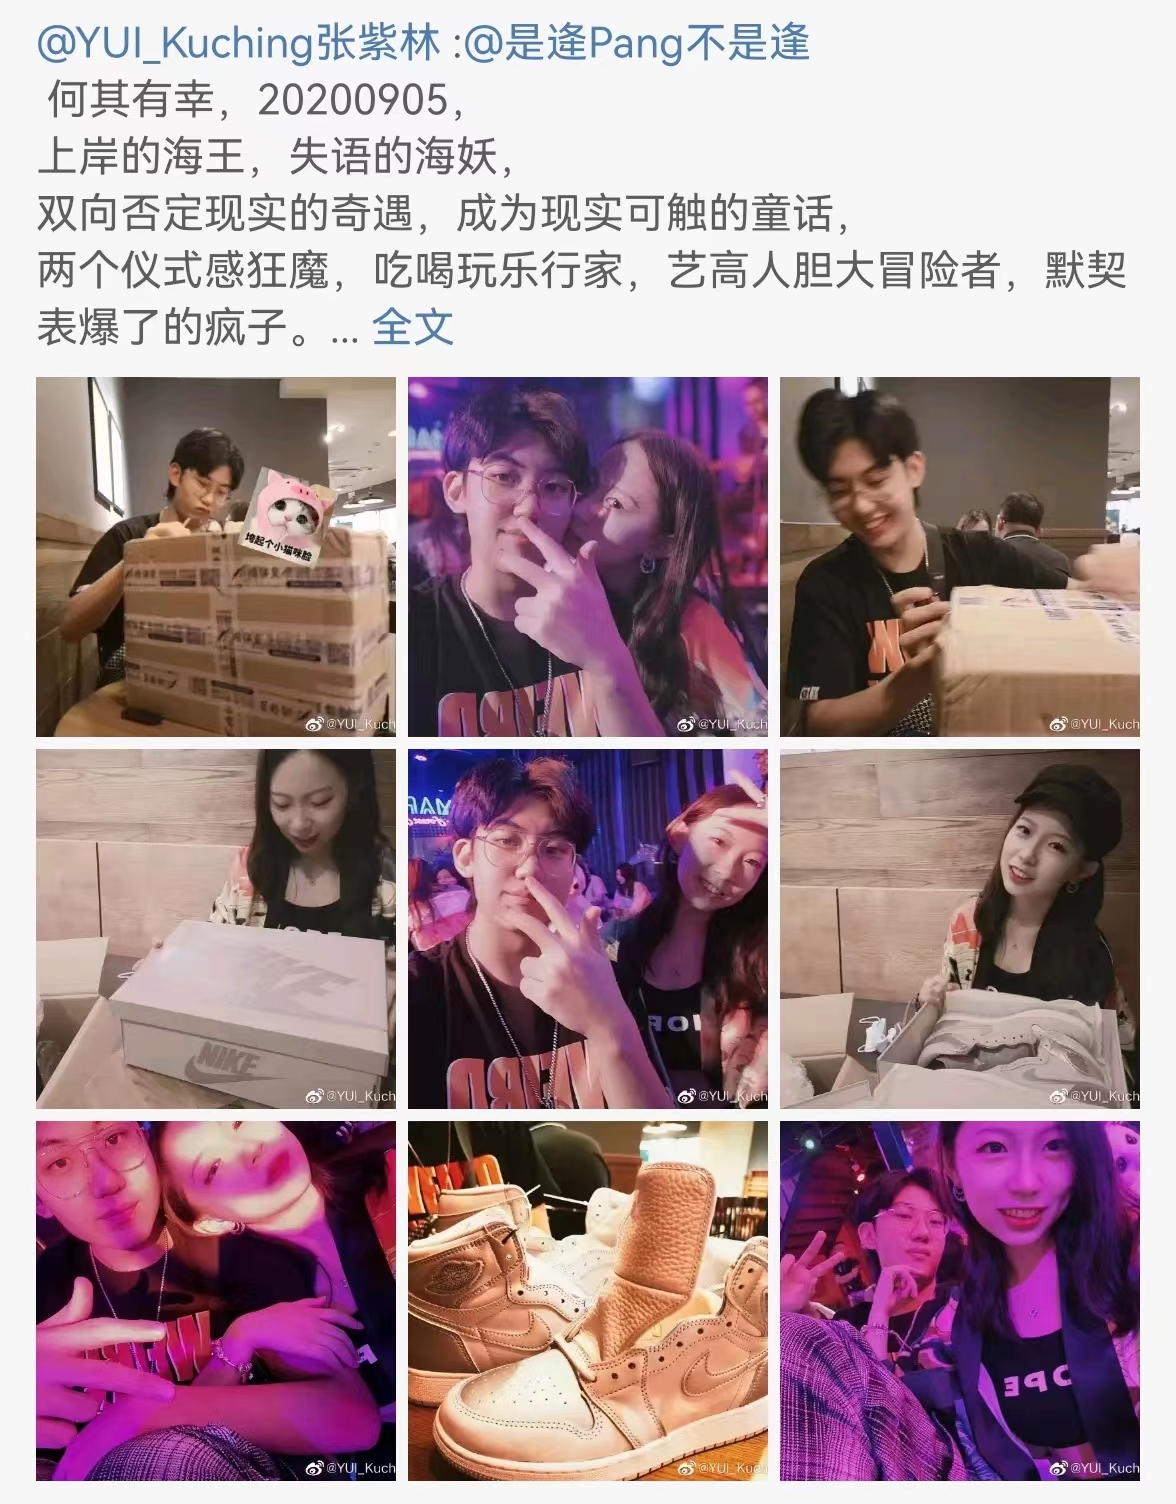 @YUI_Kuching张紫林 :@是逄Pang不是逢
何其有幸，20200905，
上岸的海王，失语的海妖，
双向否定现实的奇遇，成为现实可触的童话，
两个仪式感狂魔，吃喝玩乐行家，艺高人胆大冒险者，默契
表爆了的疯子。... 全文
垮起个小猫咪脸
@YUI_Kuch
WEIRD
@YUI_Kuch
@YUI_Kuch
NIKE
NIKE
@YUI_Kuch
WEIRD
@YUI_Kuch
@YUI_Kuch
@YUI_Kuch
@YUI_Kuch
@YUI_Kuch